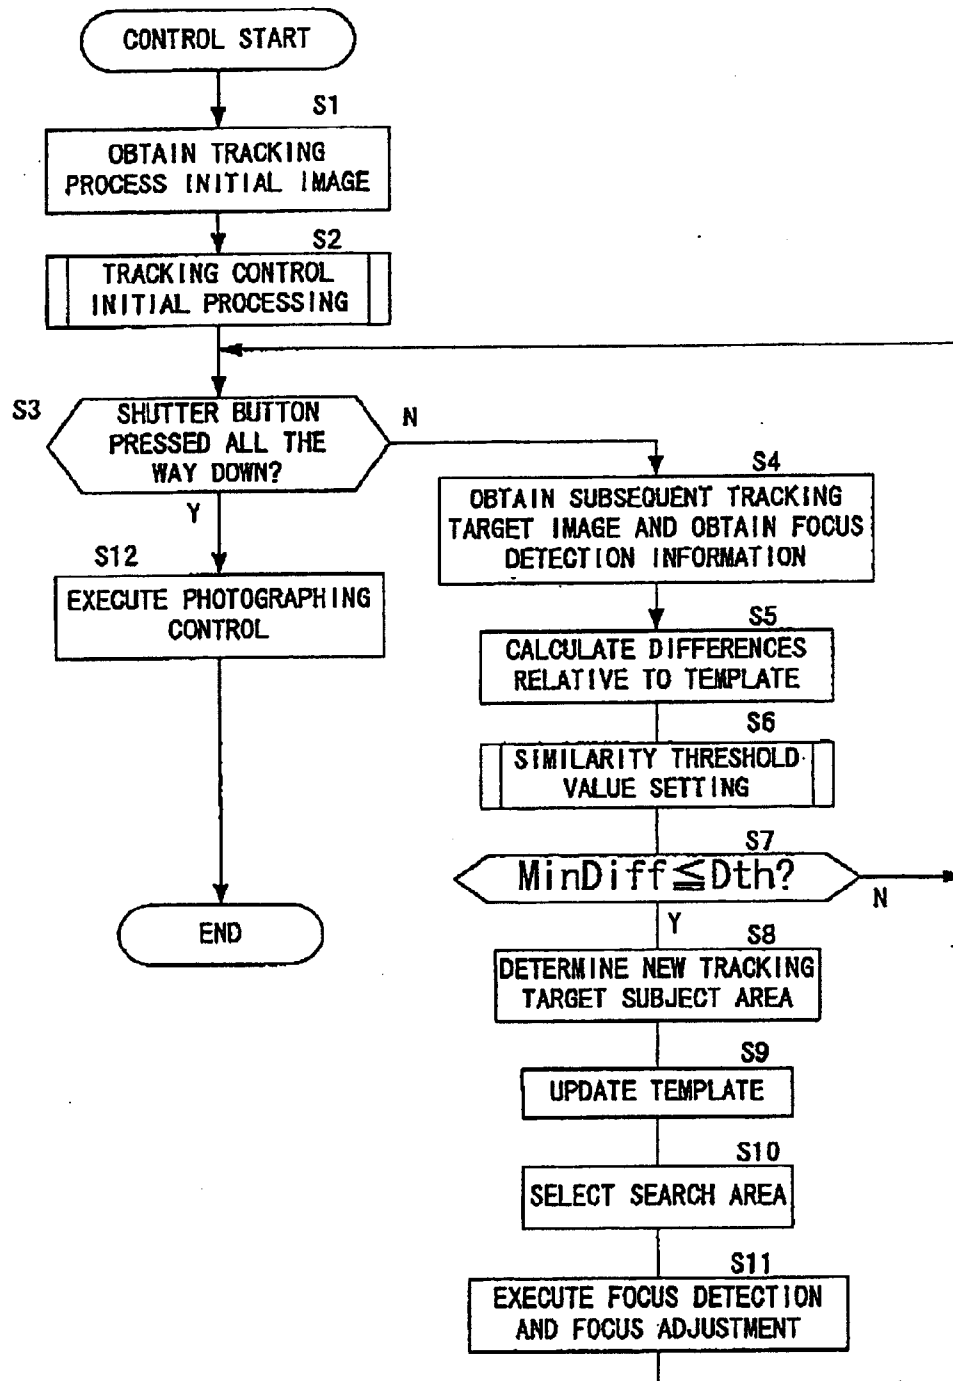 CONTROL START
S1
OBTAIN TRACKING
PROCESS INITIAL IMAGE
S2
TRACKING CONTROL
INITIAL PROCESSING
S3
SHUTTER BUTTON
PRESSED ALL THE
WAY DOWN?
N
Y
S12
EXECUTE PHOTOGRAPHING
CONTROL
END
S4
OBTAIN SUBSEQUENT TRACKING
TARGET IMAGE AND OBTAIN FOCUS
DETECTION INFORMATION
S5
CALCULATE DIFFERENCES
RELATIVE TO TEMPLATE
S6
SIMILARITY THRESHOLD
VALUE SETTING
S7
MinDiff≦Dth?
N
Y
S8
DETERMINE NEW TRACKING
TARGET SUBJECT AREA
S9
UPDATE TEMPLATE
S10
SELECT SEARCH AREA
S11
EXECUTE FOCUS DETECTION
AND FOCUS ADJUSTMENT